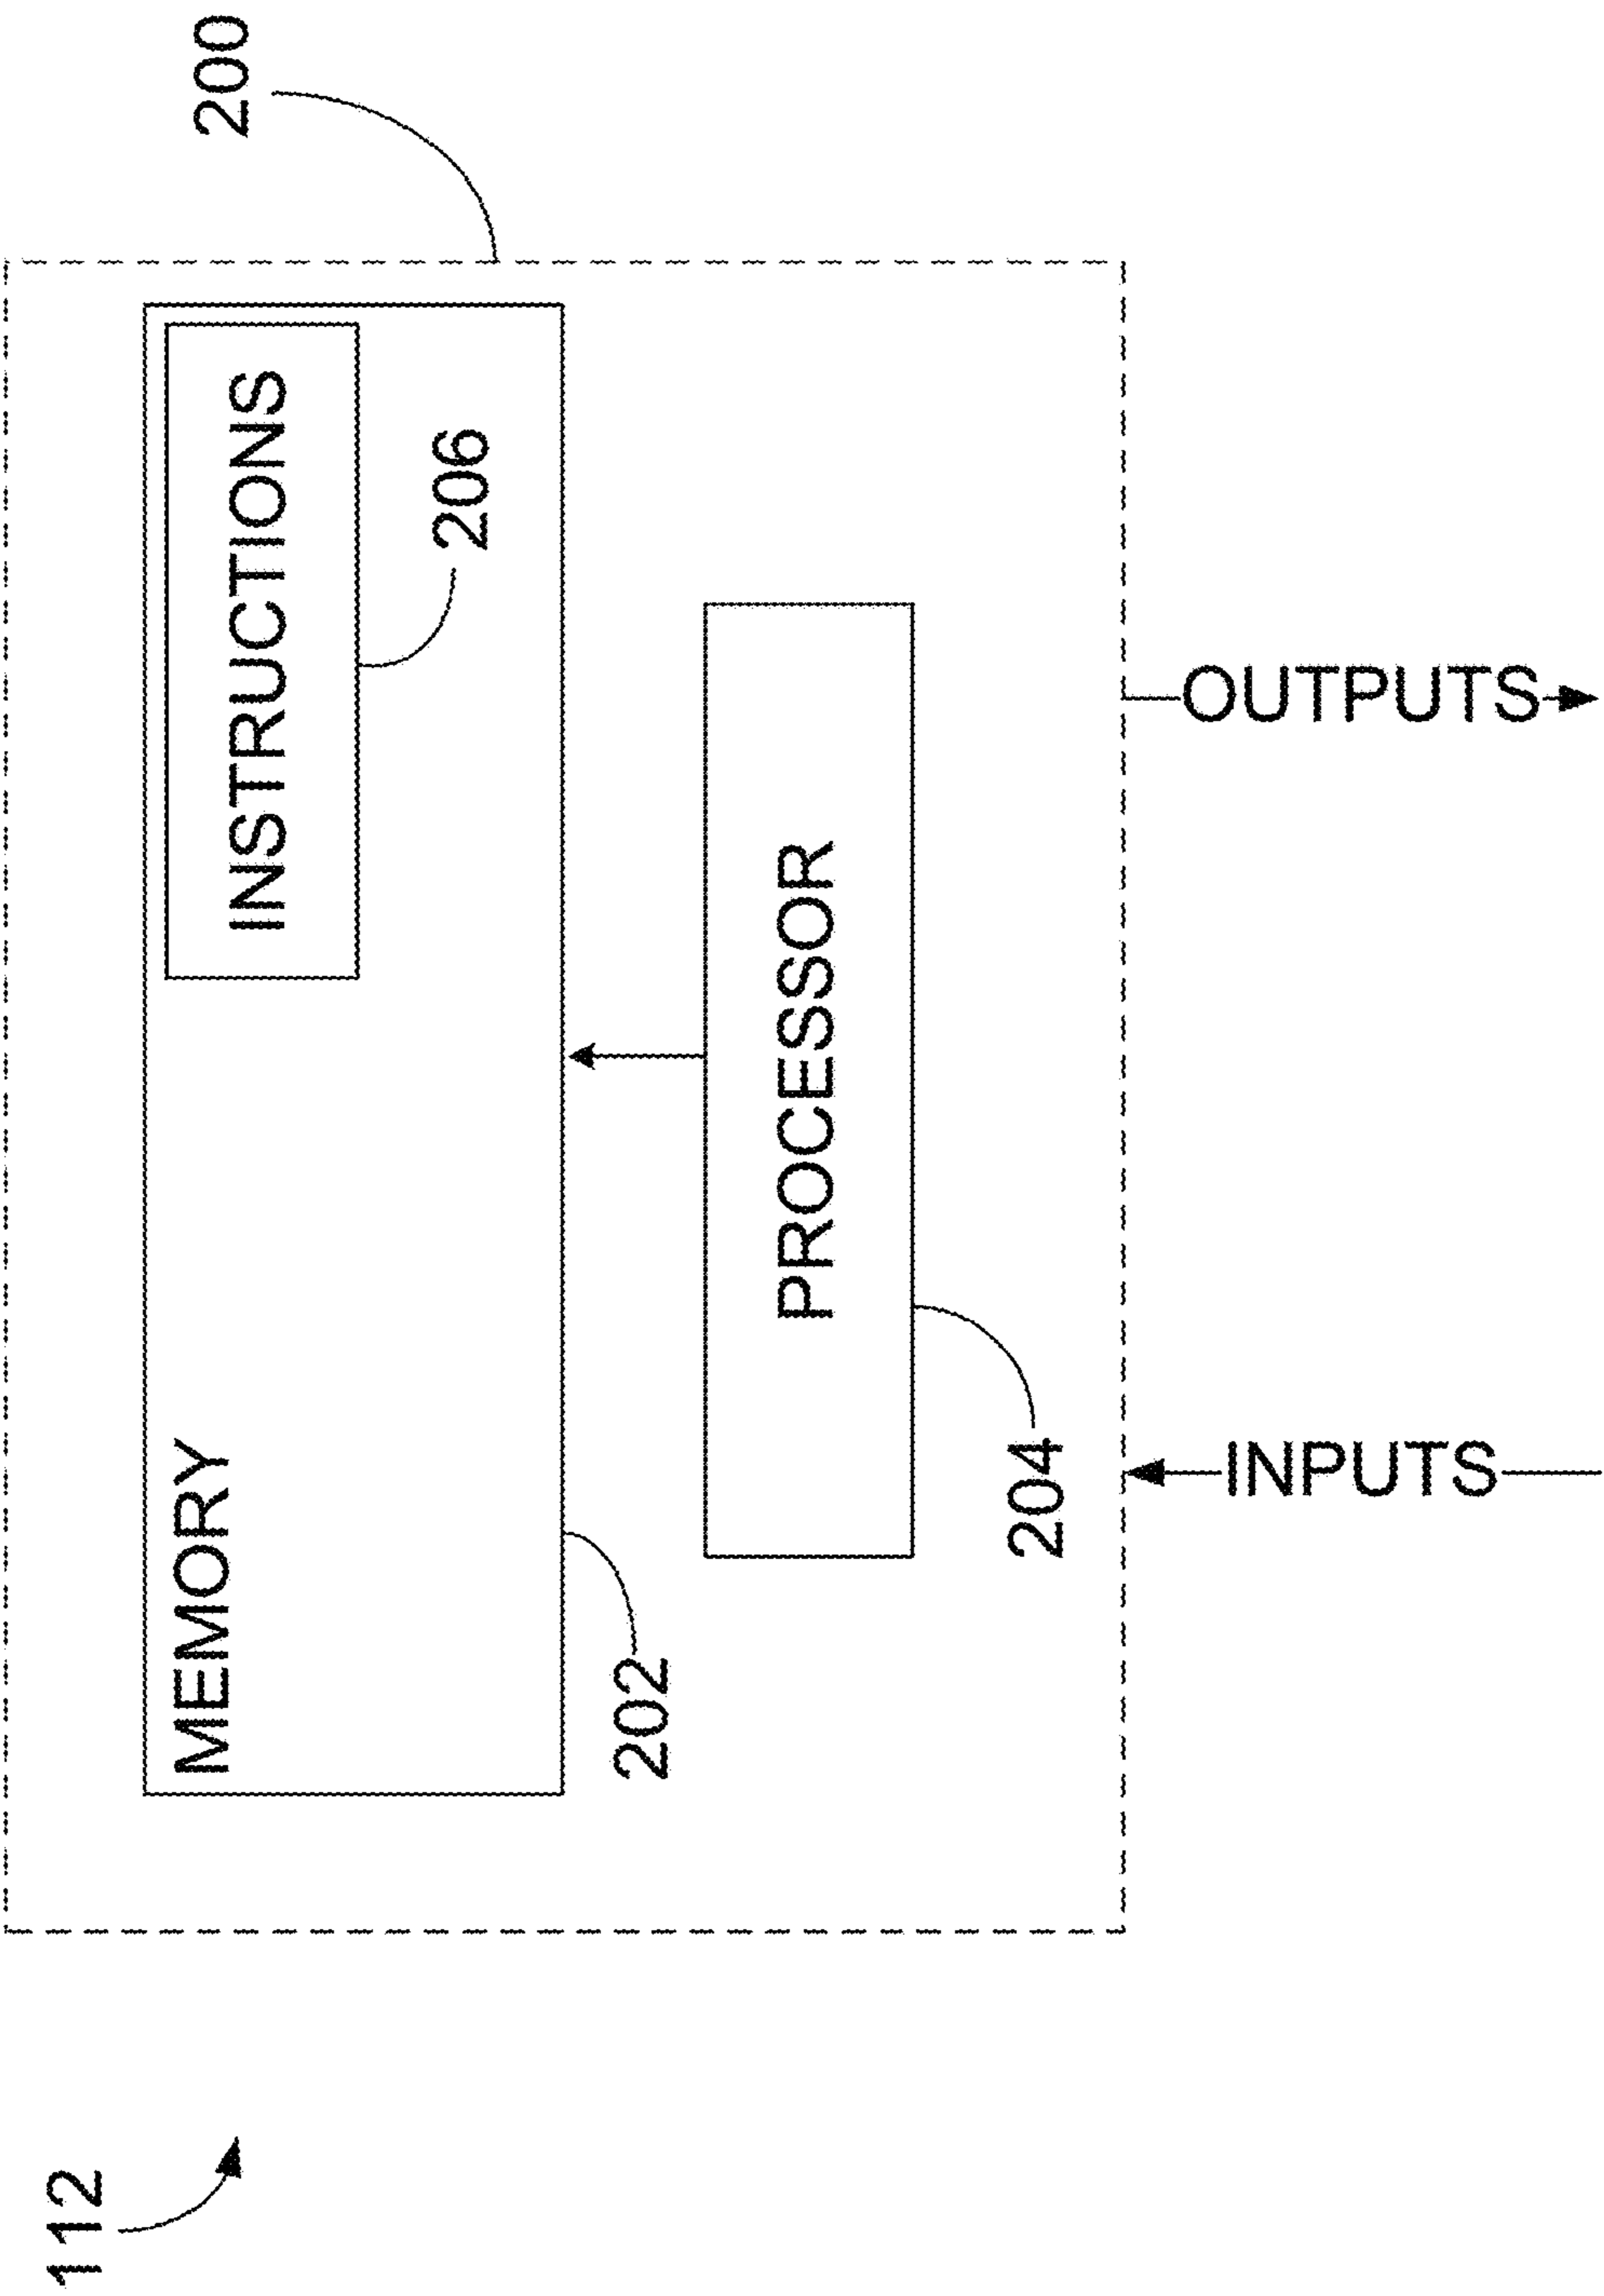 112
200
MEMORY
INSTRUCTIONS
206
202
PROCESSOR
204
INPUTS
OUTPUTS